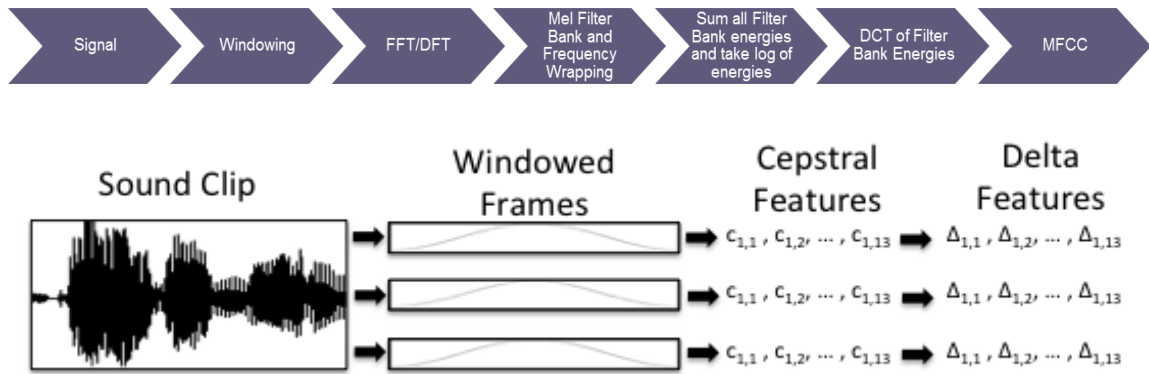 Signal
Windowing
FFT/DFT
Mel Filter
Bank and
Frequency
Wrapping
Sum all Filter
Bank energies
and take log of
energies
DCT of Filter
Bank Energies
MFCC
Sound Clip
Windowed
Frames
Cepstral
Features
Delta
Features
c1,1 , c1,2, ... , c1,13
Δ1,1 , Δ1,2, ... , Δ1,13
c1,1 , c1,2, ... , c1,13
Δ1,1 , Δ1,2, ... , Δ1,13
c1,1 , c1,2, ... , c1,13
Δ1,1 , Δ1,2, ... , Δ1,13